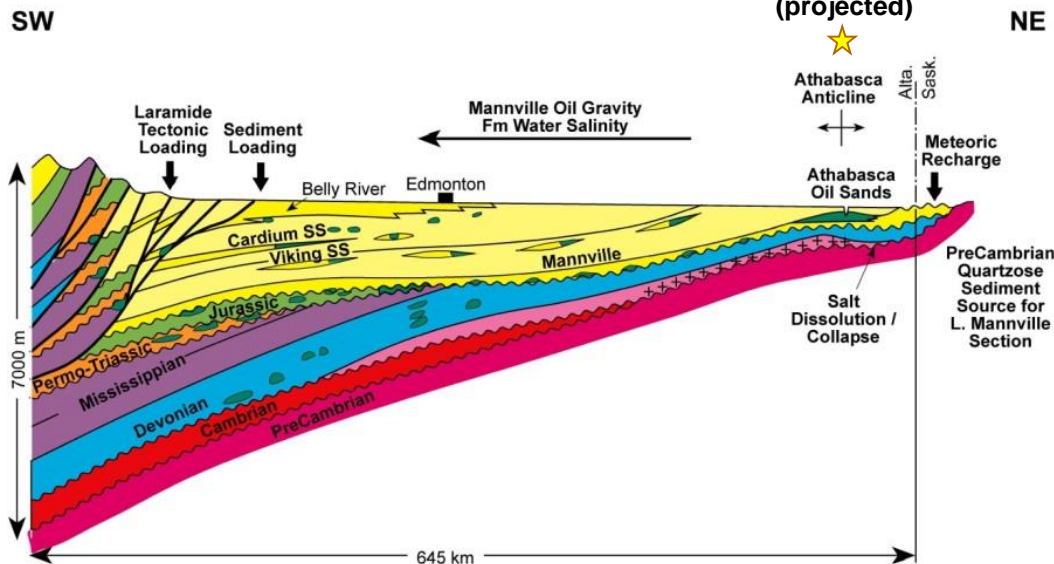 (projected)
SW
NE
Athabasca
Anticline
Alta.
Sask.
Laramide
Tectonic
Loading
Sediment
Loading
Mannville Oil Gravity
Fm Water Salinity
Meteoric
Recharge
Belly River
Edmonton
Athabasca
Oil Sands
Cardium SS
Viking SS
Mannville
PreCambrian
Quartzose
Sediment
Source for
L. Mannville
Section
Salt
Dissolution /
Collapse
Jurassic
Permo-Triassic
Mississippian
Devonian
Cambrian
PreCambrian
7000 m
645 km